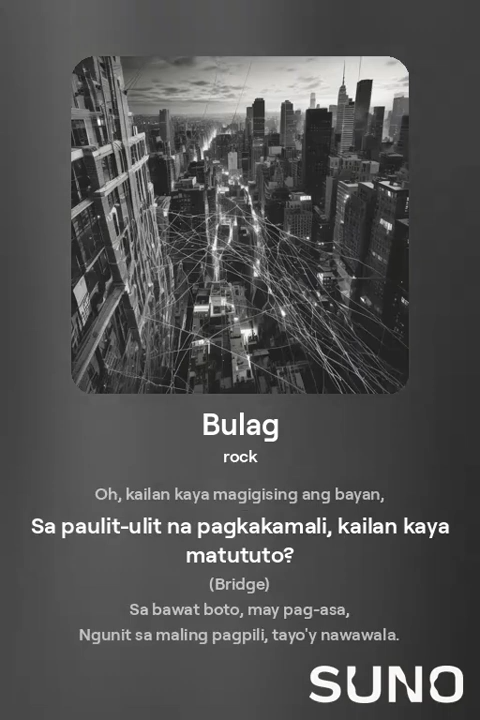 Bulag
rock
Oh, kailan kaya magigising ang bayan,
Sa paulit-ulit na pagkakamali, kailan kaya
matututo?
(Bridge)
Sa bawat boto, may pag-asa,
Ngunit sa maling pagpili, tayo'y nawawala.
SUNO